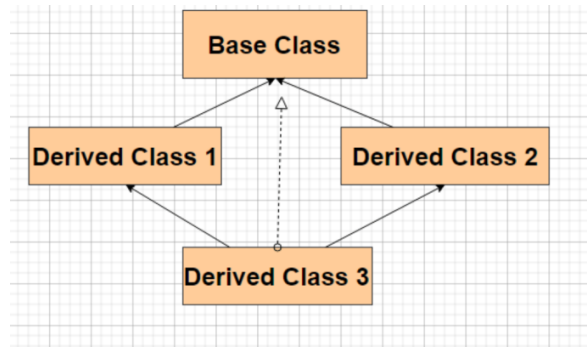 Base Class
Derived Class 1
Derived Class 2
Derived Class 3